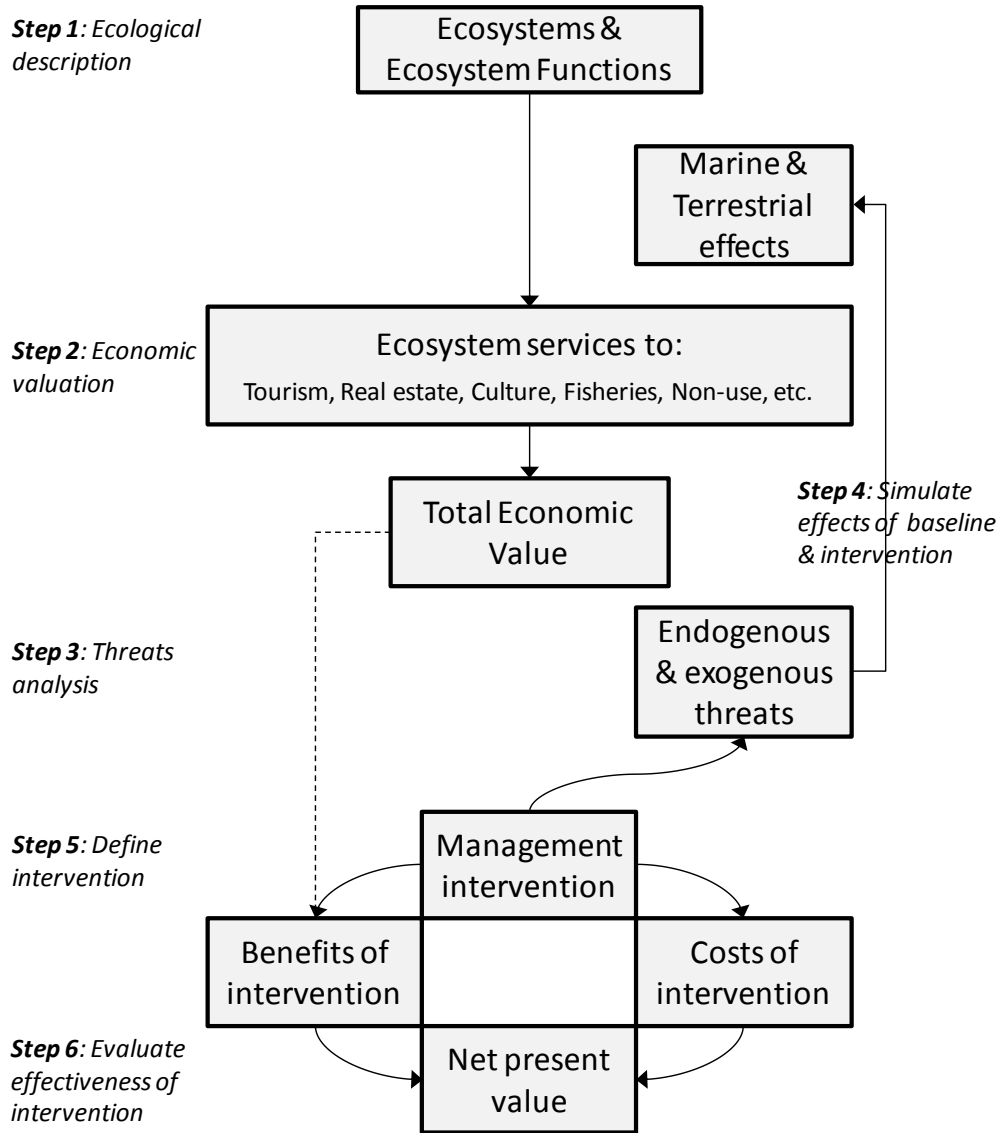 Step 1: Ecological
description
Ecosystems &
Ecosystem Functions
Marine &
Terrestrial
effects
Step 2: Economic
valuation
Ecosystem services to:
Tourism, Real estate, Culture, Fisheries, Non-use, etc.
Total Economic
Value
Step 4: Simulate
effects of baseline
& intervention
Step 3: Threats
analysis
Endogenous
& exogenous
threats
Step 5: Define
intervention
Management
intervention
Benefits of
intervention
Costs of
intervention
Step 6: Evaluate
effectiveness of
intervention
Net present
value